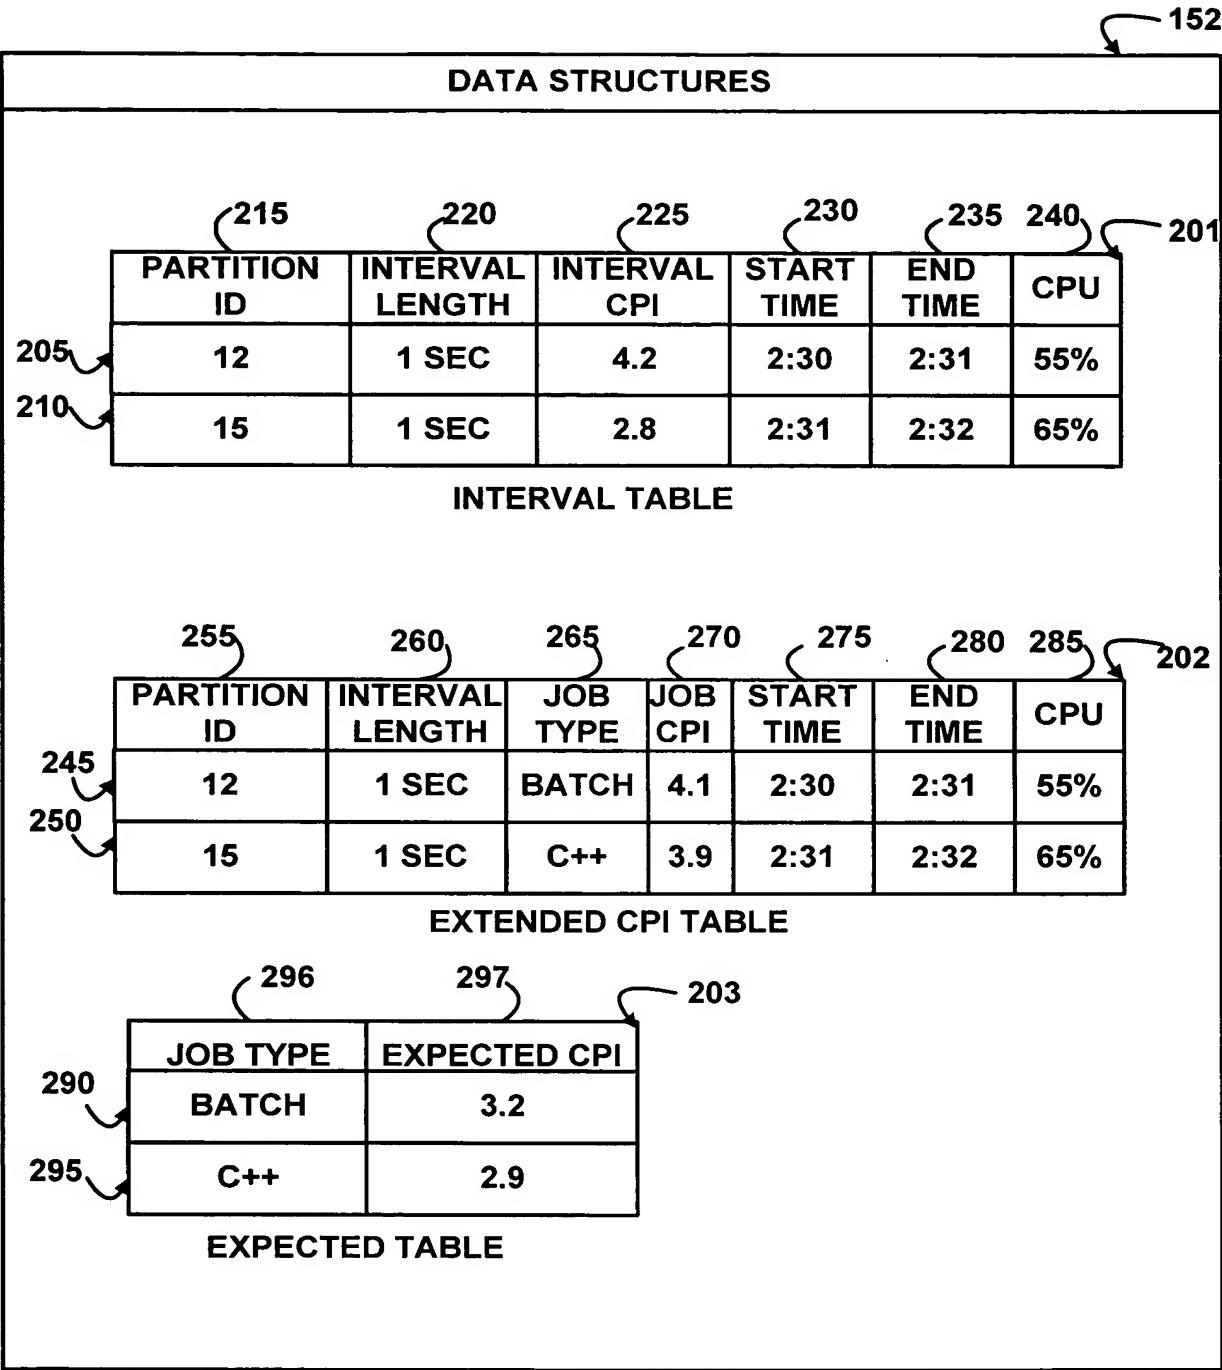 152
DATA STRUCTURES
215 220 225 230 235 240 201
PARTITION ID INTERVAL LENGTH INTERVAL CPI START TIME END TIME CPU
205 12 1 SEC 4.2 2:30 2:31 55%
210 15 1 SEC 2.8 2:31 2:32 65%
INTERVAL TABLE
255 260 265 270 275 280 285 202
PARTITION ID INTERVAL LENGTH JOB TYPE JOB CPI START TIME END TIME CPU
245 12 1 SEC BATCH 4.1 2:30 2:31 55%
250 15 1 SEC C++ 3.9 2:31 2:32 65%
EXTENDED CPI TABLE
296 297 203
JOB TYPE EXPECTED CPI
290 BATCH 3.2
295 C++ 2.9
EXPECTED TABLE